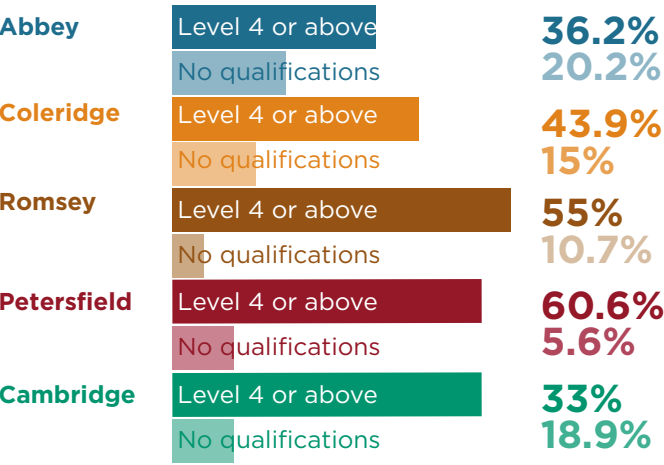 Abbey Level 4 or above 36.2%
No qualifications 20.2%
Coleridge Level 4 or above 43.9%
No qualifications 15%
Romsey Level 4 or above 55%
No qualifications 10.7%
Petersfield Level 4 or above 60.6%
No qualifications 5.6%
Cambridge Level 4 or above 33%
No qualifications 18.9%